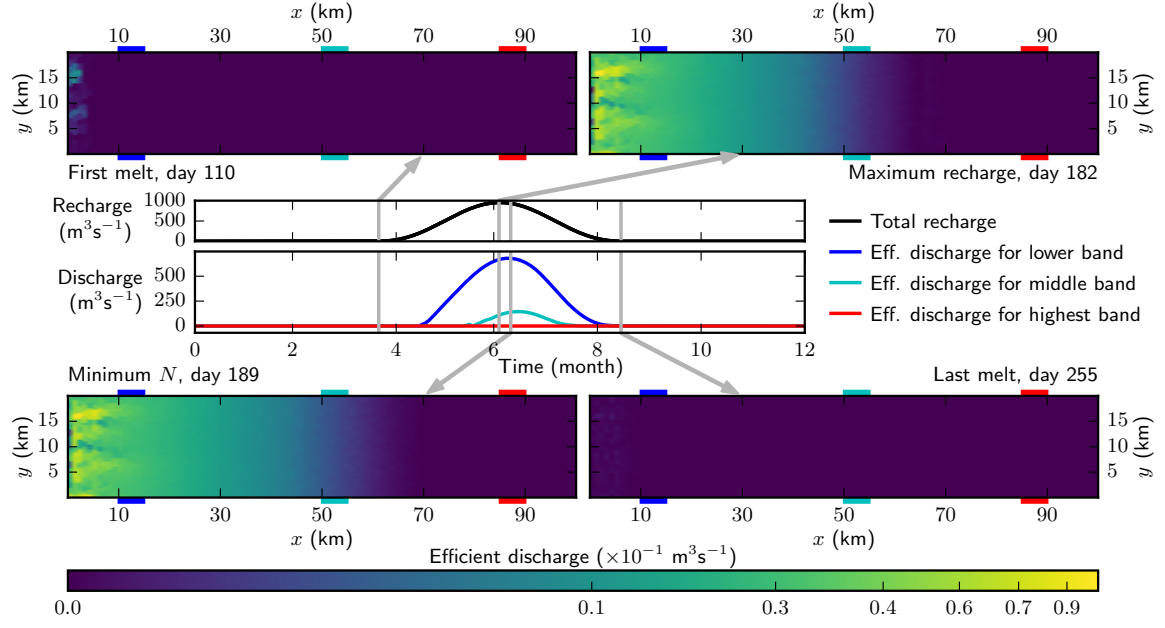 x (km) x (km)
10 30 50 70 90 10 30 50 70 90
y (km) 15 10 5 15 10 5 y (km)
First melt, day 110 Maximum recharge, day 182
Recharge (m³s⁻¹) 1000 500 0
Discharge (m³s⁻¹) 500 250 0
0 2 4 6 8 10 12
Time (month)
Total recharge
Eff. discharge for lower band
Eff. discharge for middle band
Eff. discharge for highest band
Minimum N, day 189 Last melt, day 255
y (km) 15 10 5 15 10 5 y (km)
10 30 50 70 90 10 30 50 70 90
x (km) x (km)
Efficient discharge (×10⁻¹ m³s⁻¹)
0.0 0.1 0.3 0.4 0.6 0.7 0.9